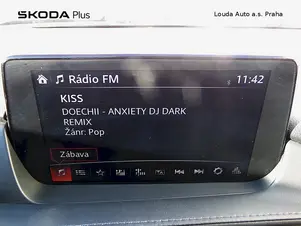 ŠKODA Plus
Louda Auto a.s. Praha
Rádio FM
11:42
KISS
DOECHII - ANXIETY DJ DARK
REMIX
Žánr: Pop
Zábava